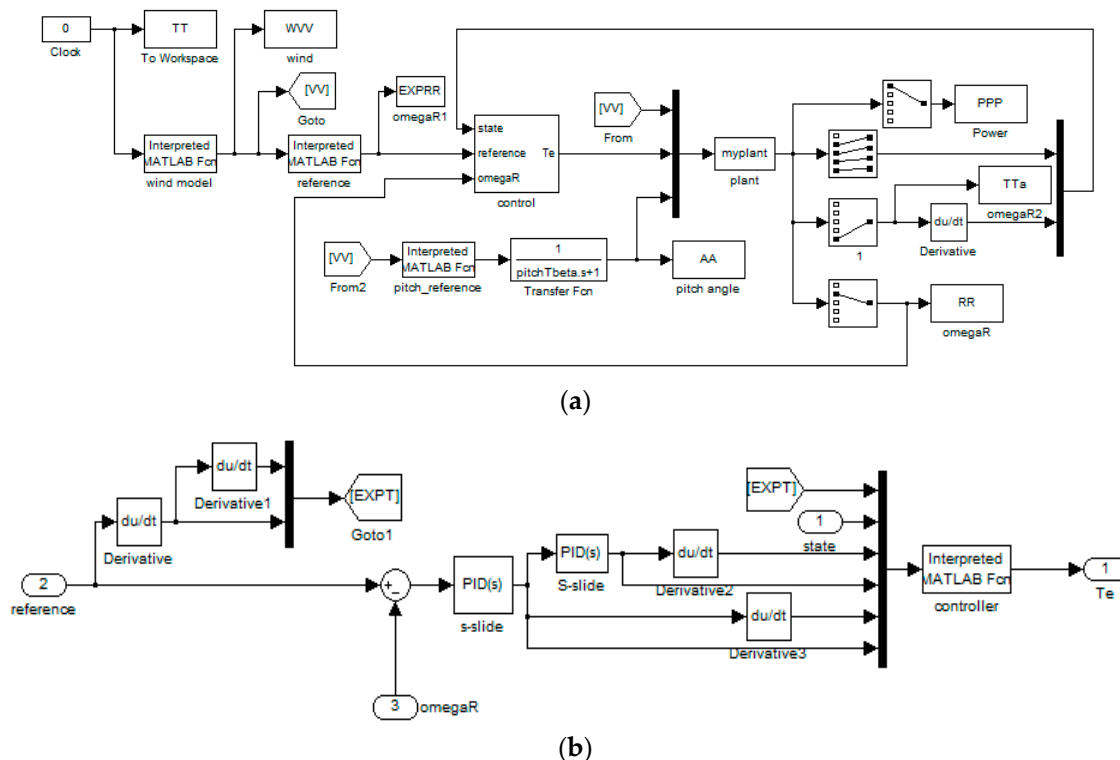 0
Clock
TT
To Workspace
WVV
wind
[VV]
Goto
EXPRR
omegaR1
Interpreted
MATLAB Fcn
wind model
Interpreted
MATLAB Fcn
reference
state
reference
omegaR
Te
control
[VV]
From
myplant
plant
PPP
Power
TTa
omegaR2
1
du/dt
Derivative
[VV]
From2
Interpreted
MATLAB Fcn
pitch_reference
1
pitchTbeta.s+1
Transfer Fcn
AA
pitch angle
RR
omegaR
(a)
du/dt
Derivative1
du/dt
Derivative
[EXPT]
Goto1
2
reference
+
−
PID(s)
s-slide
3
omegaR
PID(s)
S-slide
du/dt
Derivative2
du/dt
Derivative3
[EXPT]
1
state
Interpreted
MATLAB Fcn
controller
1
Te
(b)